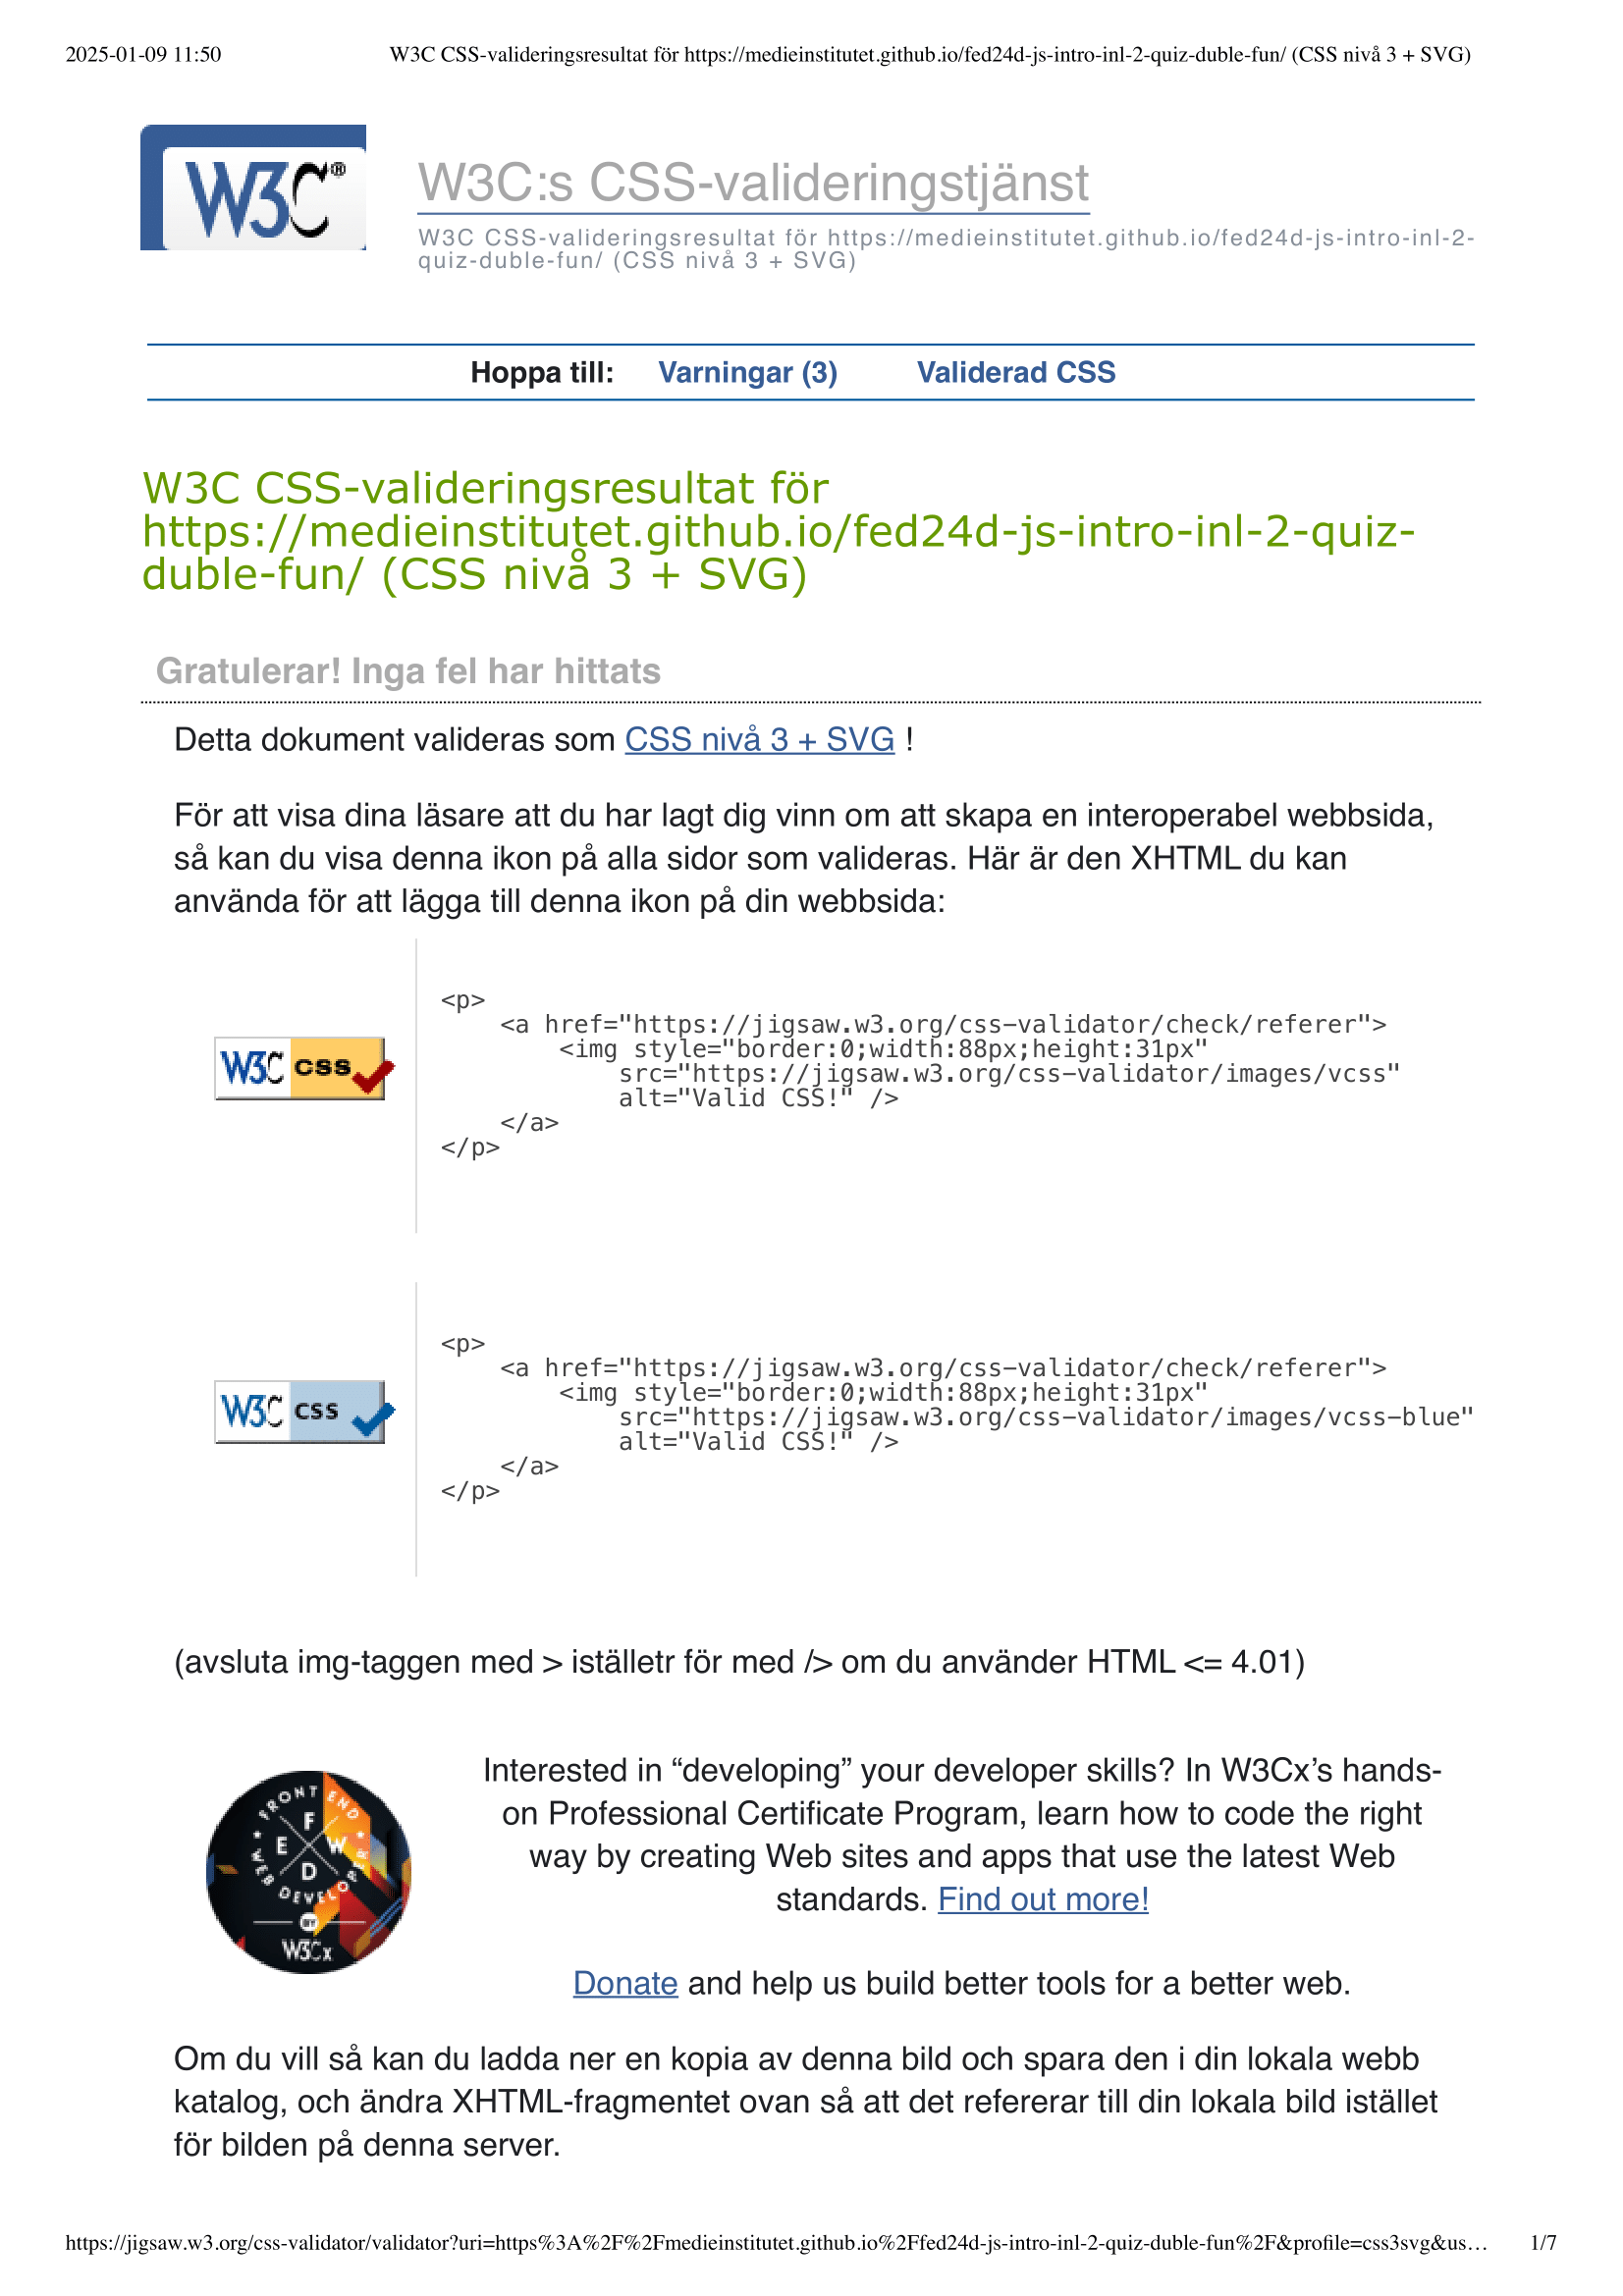 2025-01-09 11:50 W3C CSS-valideringsresultat för https://medieinstitutet.github.io/fed24d-js-intro-inl-2-quiz-duble-fun/ (CSS nivå 3 + SVG)
W3C®
W3C:s CSS-valideringstjänst
W3C CSS-valideringsresultat för https://medieinstitutet.github.io/fed24d-js-intro-inl-2-
quiz-duble-fun/ (CSS nivå 3 + SVG)
Hoppa till: Varningar (3) Validerad CSS
W3C CSS-valideringsresultat för
https://medieinstitutet.github.io/fed24d-js-intro-inl-2-quiz-
duble-fun/ (CSS nivå 3 + SVG)
Gratulerar! Inga fel har hittats
Detta dokument valideras som CSS nivå 3 + SVG !
För att visa dina läsare att du har lagt dig vinn om att skapa en interoperabel webbsida,
så kan du visa denna ikon på alla sidor som valideras. Här är den XHTML du kan
använda för att lägga till denna ikon på din webbsida:
W3C css
<p>
<a href="https://jigsaw.w3.org/css-validator/check/referer">
<img style="border:0;width:88px;height:31px"
src="https://jigsaw.w3.org/css-validator/images/vcss"
alt="Valid CSS!" />
</a>
</p>
W3C css
<p>
<a href="https://jigsaw.w3.org/css-validator/check/referer">
<img style="border:0;width:88px;height:31px"
src="https://jigsaw.w3.org/css-validator/images/vcss-blue"
alt="Valid CSS!" />
</a>
</p>
(avsluta img-taggen med > iställetr för med /> om du använder HTML <= 4.01)
FRONT END
F
E W
D
WEB DEVELOPER
BY
W3Cx
Interested in “developing” your developer skills? In W3Cx’s hands-
on Professional Certificate Program, learn how to code the right
way by creating Web sites and apps that use the latest Web
standards. Find out more!
Donate and help us build better tools for a better web.
Om du vill så kan du ladda ner en kopia av denna bild och spara den i din lokala webb
katalog, och ändra XHTML-fragmentet ovan så att det refererar till din lokala bild istället
för bilden på denna server.
https://jigsaw.w3.org/css-validator/validator?uri=https%3A%2F%2Fmedieinstitutet.github.io%2Ffed24d-js-intro-inl-2-quiz-duble-fun%2F&profile=css3svg&us… 1/7